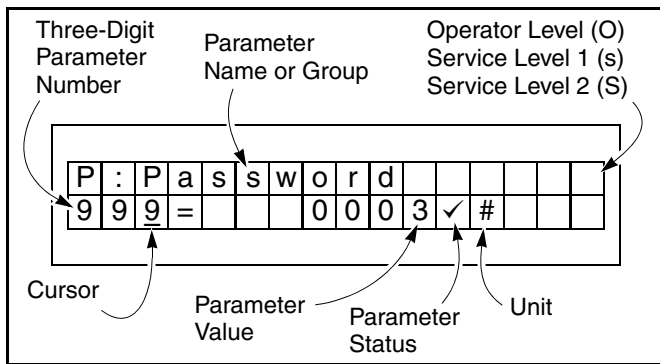 Three-Digit
Parameter
Number
Parameter
Name or Group
Operator Level (O)
Service Level 1 (s)
Service Level 2 (S)
P:Password
999= 0003✓#
Cursor
Parameter
Value
Parameter
Status
Unit